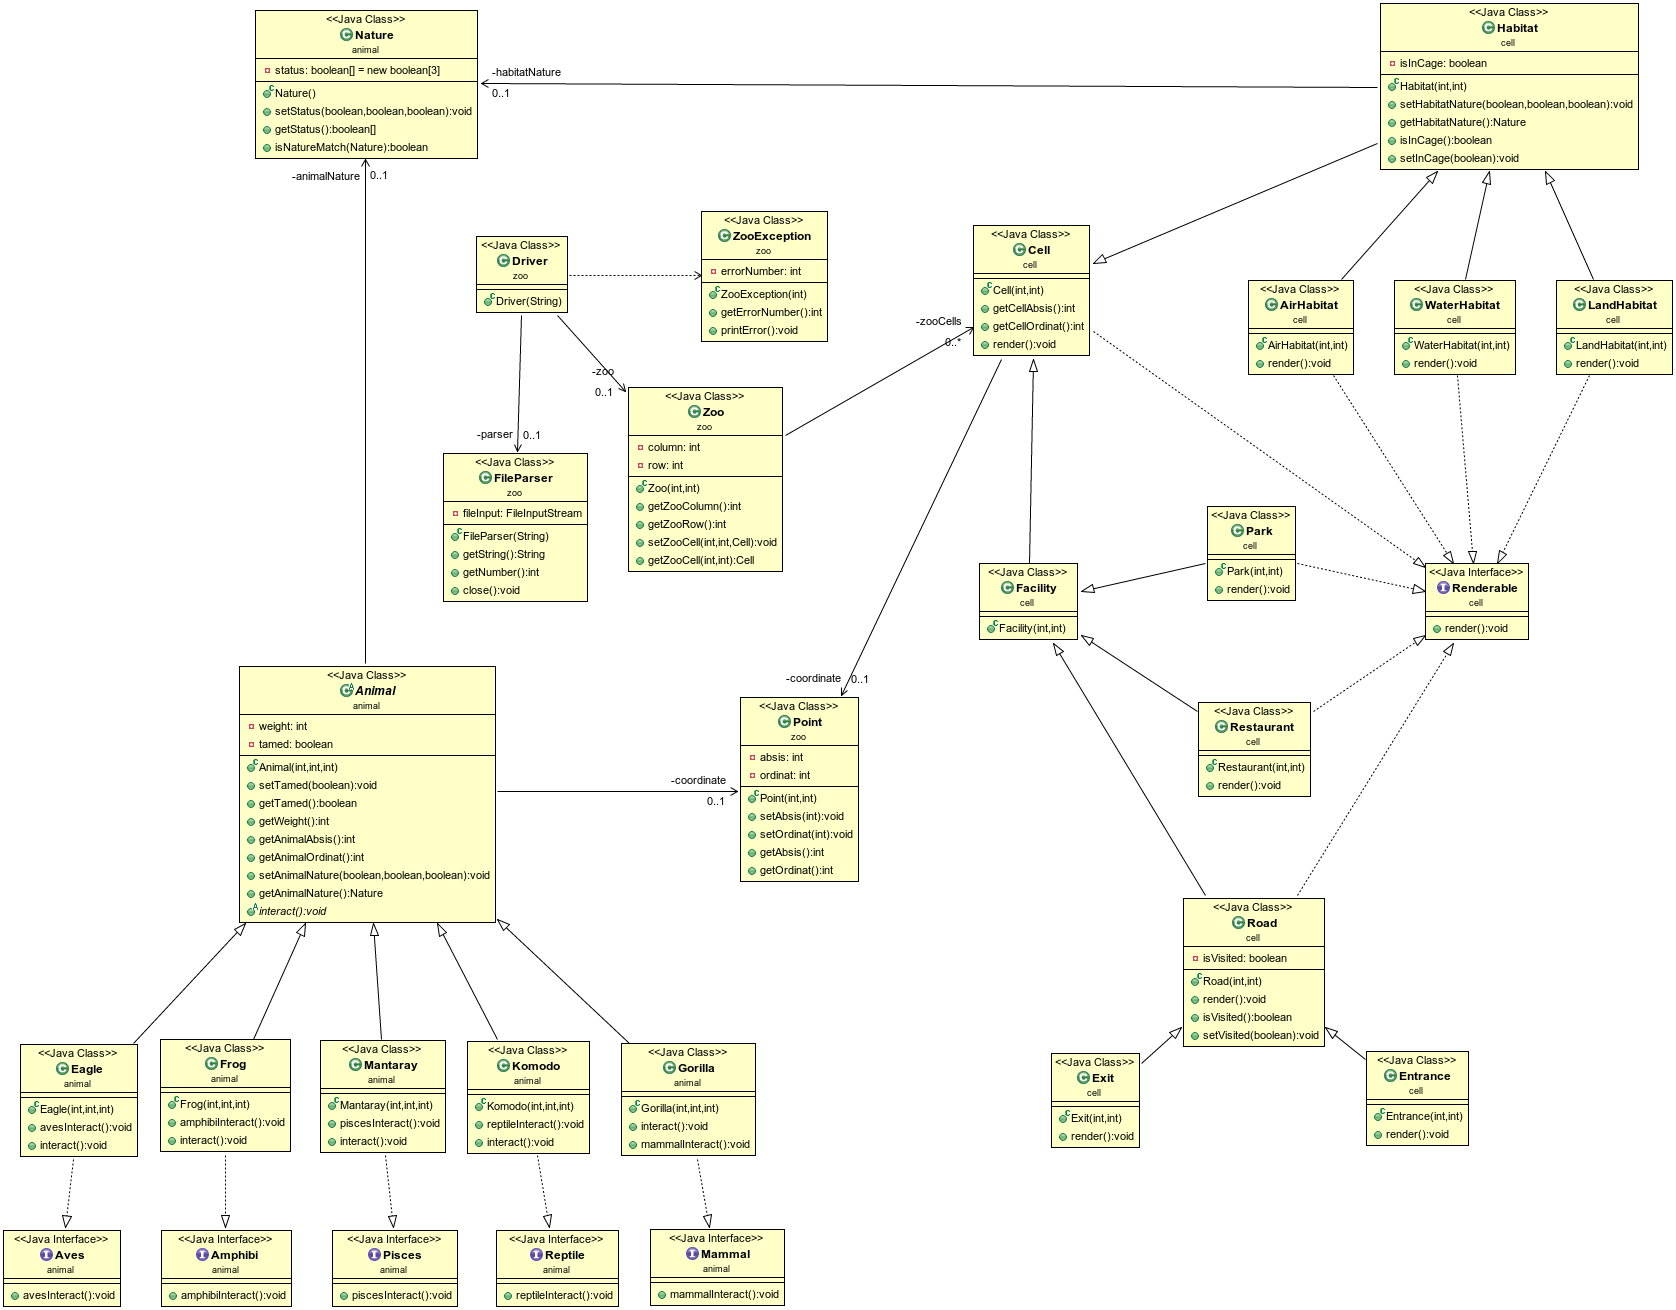 <<Java Class>>
Nature
animal
status: boolean[] = new boolean[3]
Nature()
setStatus(boolean,boolean,boolean):void
getStatus():boolean[]
isNatureMatch(Nature):boolean
-habitatNature
0..1
<<Java Class>>
Habitat
cell
isInCage: boolean
Habitat(int,int)
setHabitatNature(boolean,boolean,boolean):void
getHabitatNature():Nature
isInCage():boolean
setInCage(boolean):void
-animalNature
0..1
<<Java Class>>
Driver
zoo
Driver(String)
<<Java Class>>
ZooException
zoo
errorNumber: int
ZooException(int)
getErrorNumber():int
printError():void
<<Java Class>>
Cell
cell
Cell(int,int)
getCellAbsis():int
getCellOrdinat():int
render():void
<<Java Class>>
AirHabitat
cell
AirHabitat(int,int)
render():void
<<Java Class>>
WaterHabitat
cell
WaterHabitat(int,int)
render():void
<<Java Class>>
LandHabitat
cell
LandHabitat(int,int)
render():void
-zooCells
0..*
-zoo
0..1
-parser
0..1
<<Java Class>>
FileParser
zoo
fileInput: FileInputStream
FileParser(String)
getString():String
getNumber():int
close():void
<<Java Class>>
Zoo
zoo
column: int
row: int
Zoo(int,int)
getZooColumn():int
getZooRow():int
setZooCell(int,int,Cell):void
getZooCell(int,int):Cell
<<Java Class>>
Facility
cell
Facility(int,int)
<<Java Class>>
Park
cell
Park(int,int)
render():void
<<Java Interface>>
Renderable
cell
render():void
<<Java Class>>
Animal
animal
weight: int
tamed: boolean
Animal(int,int,int)
setTamed(boolean):void
getTamed():boolean
getWeight():int
getAnimalAbsis():int
getAnimalOrdinat():int
setAnimalNature(boolean,boolean,boolean):void
getAnimalNature():Nature
interact():void
-coordinate
0..1
-coordinate
0..1
<<Java Class>>
Point
zoo
absis: int
ordinat: int
Point(int,int)
setAbsis(int):void
setOrdinat(int):void
getAbsis():int
getOrdinat():int
<<Java Class>>
Restaurant
cell
Restaurant(int,int)
render():void
<<Java Class>>
Road
cell
isVisited: boolean
Road(int,int)
render():void
isVisited():boolean
setVisited(boolean):void
<<Java Class>>
Exit
cell
Exit(int,int)
render():void
<<Java Class>>
Entrance
cell
Entrance(int,int)
render():void
<<Java Class>>
Eagle
animal
Eagle(int,int,int)
avesInteract():void
interact():void
<<Java Class>>
Frog
animal
Frog(int,int,int)
amphibiInteract():void
interact():void
<<Java Class>>
Mantaray
animal
Mantaray(int,int,int)
piscesInteract():void
interact():void
<<Java Class>>
Komodo
animal
Komodo(int,int,int)
reptileInteract():void
interact():void
<<Java Class>>
Gorilla
animal
Gorilla(int,int,int)
interact():void
mammalInteract():void
<<Java Interface>>
Aves
animal
avesInteract():void
<<Java Interface>>
Amphibi
animal
amphibiInteract():void
<<Java Interface>>
Pisces
animal
piscesInteract():void
<<Java Interface>>
Reptile
animal
reptileInteract():void
<<Java Interface>>
Mammal
animal
mammalInteract():void